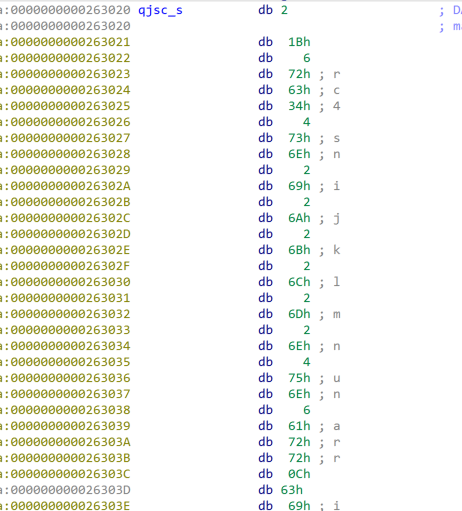 a:0000000000263020 qjsc_s db 2 ; D
a:0000000000263020 ; m
a:0000000000263021 db 1Bh
a:0000000000263022 db 6
a:0000000000263023 db 72h ; r
a:0000000000263024 db 63h ; c
a:0000000000263025 db 34h ; 4
a:0000000000263026 db 4
a:0000000000263027 db 73h ; s
a:0000000000263028 db 6Eh ; n
a:0000000000263029 db 2
a:000000000026302A db 69h ; i
a:000000000026302B db 2
a:000000000026302C db 6Ah ; j
a:000000000026302D db 2
a:000000000026302E db 6Bh ; k
a:000000000026302F db 2
a:0000000000263030 db 6Ch ; l
a:0000000000263031 db 2
a:0000000000263032 db 6Dh ; m
a:0000000000263033 db 2
a:0000000000263034 db 6Eh ; n
a:0000000000263035 db 4
a:0000000000263036 db 75h ; u
a:0000000000263037 db 6Eh ; n
a:0000000000263038 db 6
a:0000000000263039 db 61h ; a
a:000000000026303A db 72h ; r
a:000000000026303B db 72h ; r
a:000000000026303C db 0Ch
a:000000000026303D db 63h
a:000000000026303E db 69h ; i